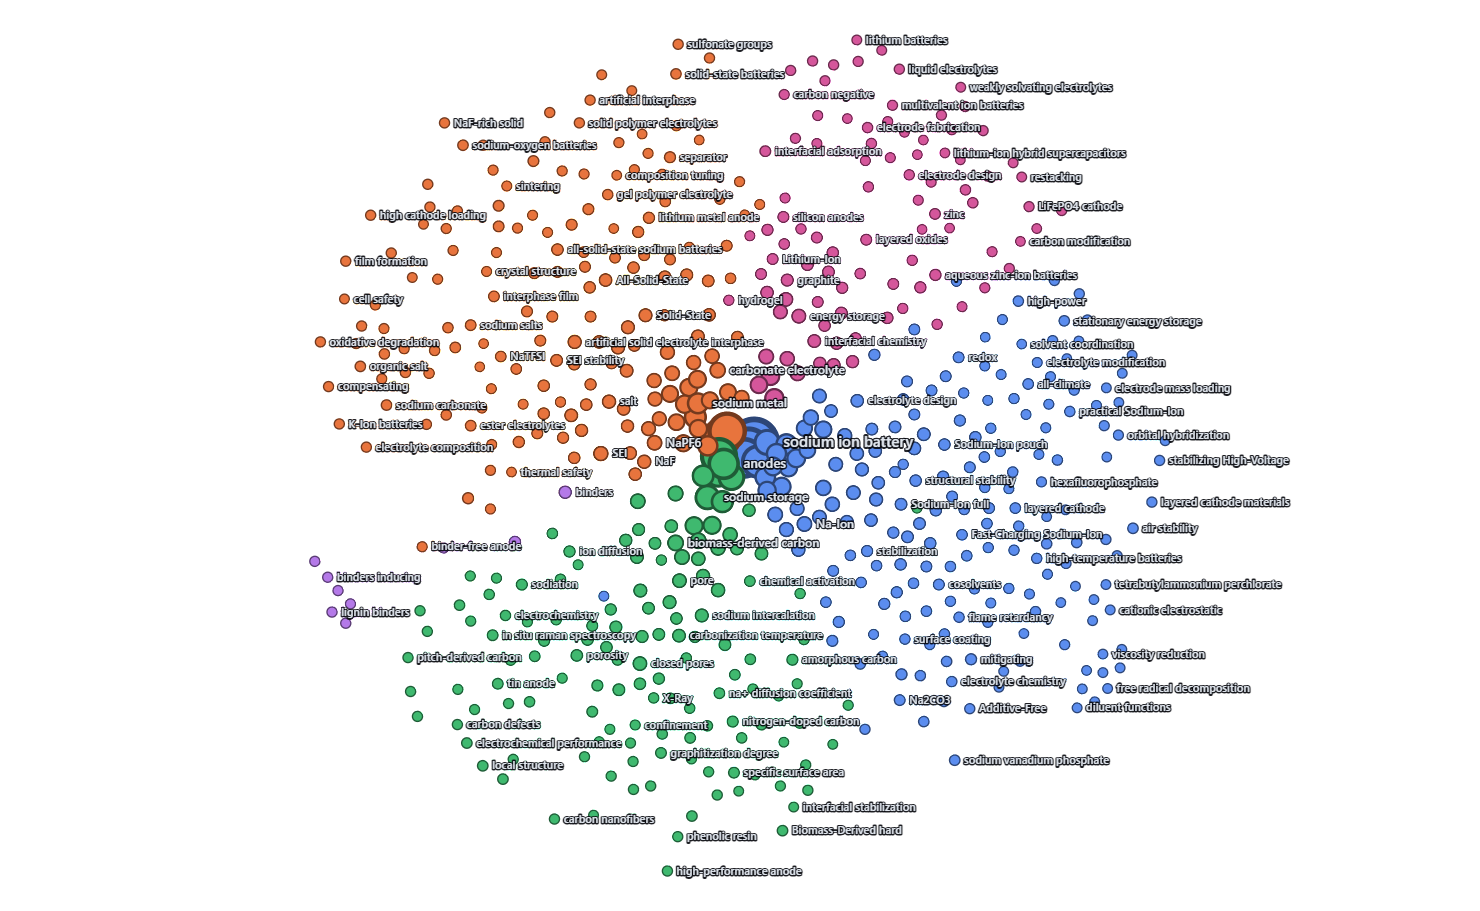 lithium batteries
sulfonate groups
liquid electrolytes
solid-state batteries
weakly solvating electrolytes
carbon negative
artificial interphase
multivalent ion batteries
NaF-rich solid
solid polymer electrolytes
electrode fabrication
sodium-oxygen batteries
interfacial adsorption
lithium-ion hybrid supercapacitors
separator
composition tuning
electrode design
restacking
sintering
gel polymer electrolyte
LiFePO4 cathode
high cathode loading
lithium metal anode
silicon anodes
zinc
layered oxides
carbon modification
all-solid-state sodium batteries
film formation
Lithium-Ion
crystal structure
All-Solid-State
graphite
aqueous zinc-ion batteries
cell safety
interphase film
hydrogel
high-power
Solid-State
energy storage
stationary energy storage
sodium salts
oxidative degradation
artificial solid electrolyte interphase
interfacial chemistry
solvent coordination
NaTFSI
SEI stability
redox
electrolyte modification
organic salt
carbonate electrolyte
compensating
all-climate
electrode mass loading
sodium carbonate
salt
sodium metal
electrolyte design
practical Sodium-Ion
K-Ion batteries
ester electrolytes
orbital hybridization
electrolyte composition
NaPF6
sodium ion battery
Sodium-Ion pouch
SEI
NaF
anodes
stabilizing High-Voltage
thermal safety
structural stability
hexafluorophosphate
binders
sodium storage
Sodium-Ion full
layered cathode
layered cathode materials
Na-Ion
air stability
Fast-Charging Sodium-Ion
binder-free anode
ion diffusion
biomass-derived carbon
stabilization
high-temperature batteries
binders inducing
sodiation
pore
chemical activation
cosolvents
tetrabutylammonium perchlorate
lignin binders
electrochemistry
sodium intercalation
flame retardancy
cationic electrostatic
in situ raman spectroscopy
carbonization temperature
surface coating
pitch-derived carbon
porosity
closed pores
amorphous carbon
mitigating
viscosity reduction
tin anode
X-Ray
na+ diffusion coefficient
electrolyte chemistry
free radical decomposition
Na2CO3
Additive-Free
diluent functions
carbon defects
confinement
nitrogen-doped carbon
electrochemical performance
graphitization degree
sodium vanadium phosphate
local structure
specific surface area
carbon nanofibers
interfacial stabilization
phenolic resin
Biomass-Derived hard
high-performance anode